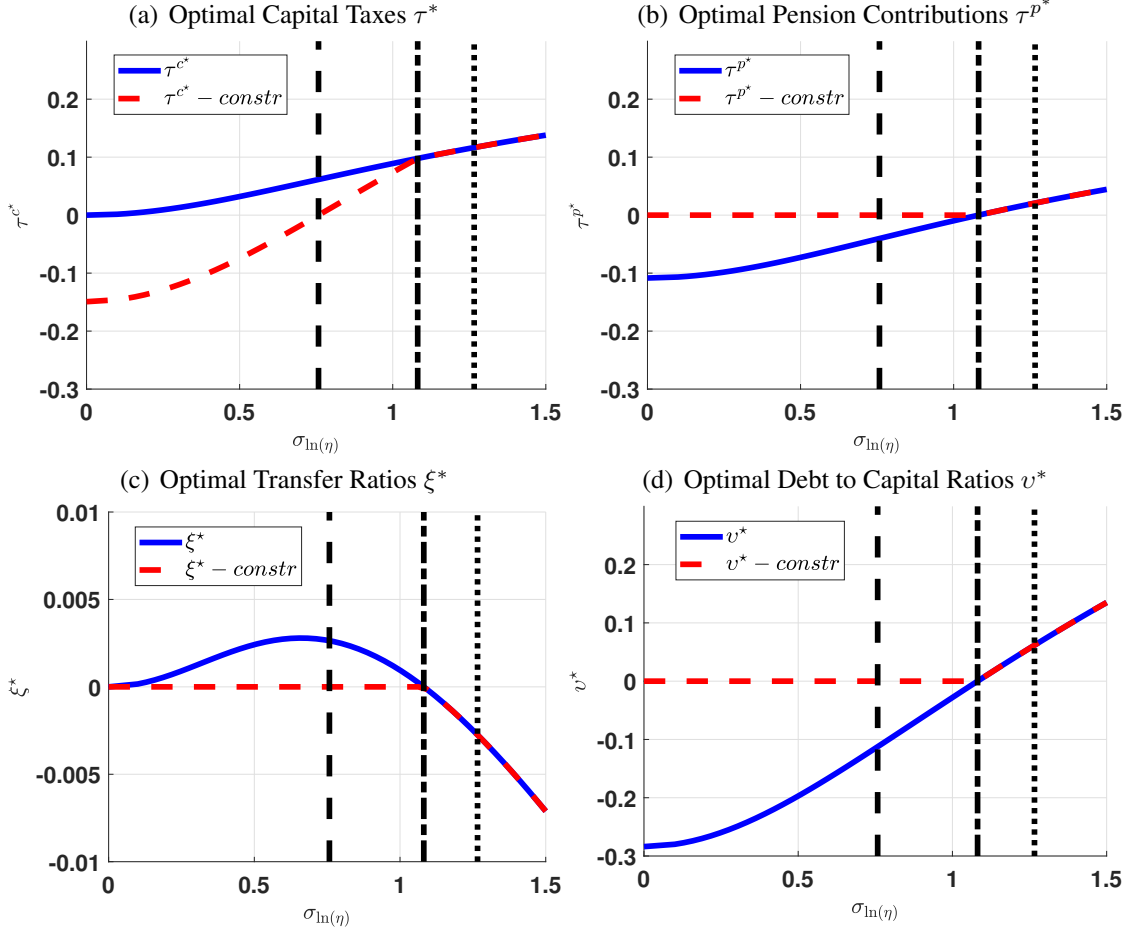 (a) Optimal Capital Taxes τ*
0.2
0.1
0
-0.1
-0.2
-0.3
τ^{c⋆}
τ^{c⋆}
τ^{c⋆} − constr
0
0.5
1
1.5
σ_{ln(η)}
(b) Optimal Pension Contributions τ^{p*}
0.2
0.1
0
-0.1
-0.2
-0.3
τ^{p⋆}
τ^{p⋆}
τ^{p⋆} − constr
0
0.5
1
1.5
σ_{ln(η)}
(c) Optimal Transfer Ratios ξ*
0.01
0.005
0
-0.005
-0.01
ξ⋆
ξ⋆
ξ⋆ − constr
0
0.5
1
1.5
σ_{ln(η)}
(d) Optimal Debt to Capital Ratios υ*
0.2
0.1
0
-0.1
-0.2
-0.3
υ⋆
υ⋆
υ⋆ − constr
0
0.5
1
1.5
σ_{ln(η)}